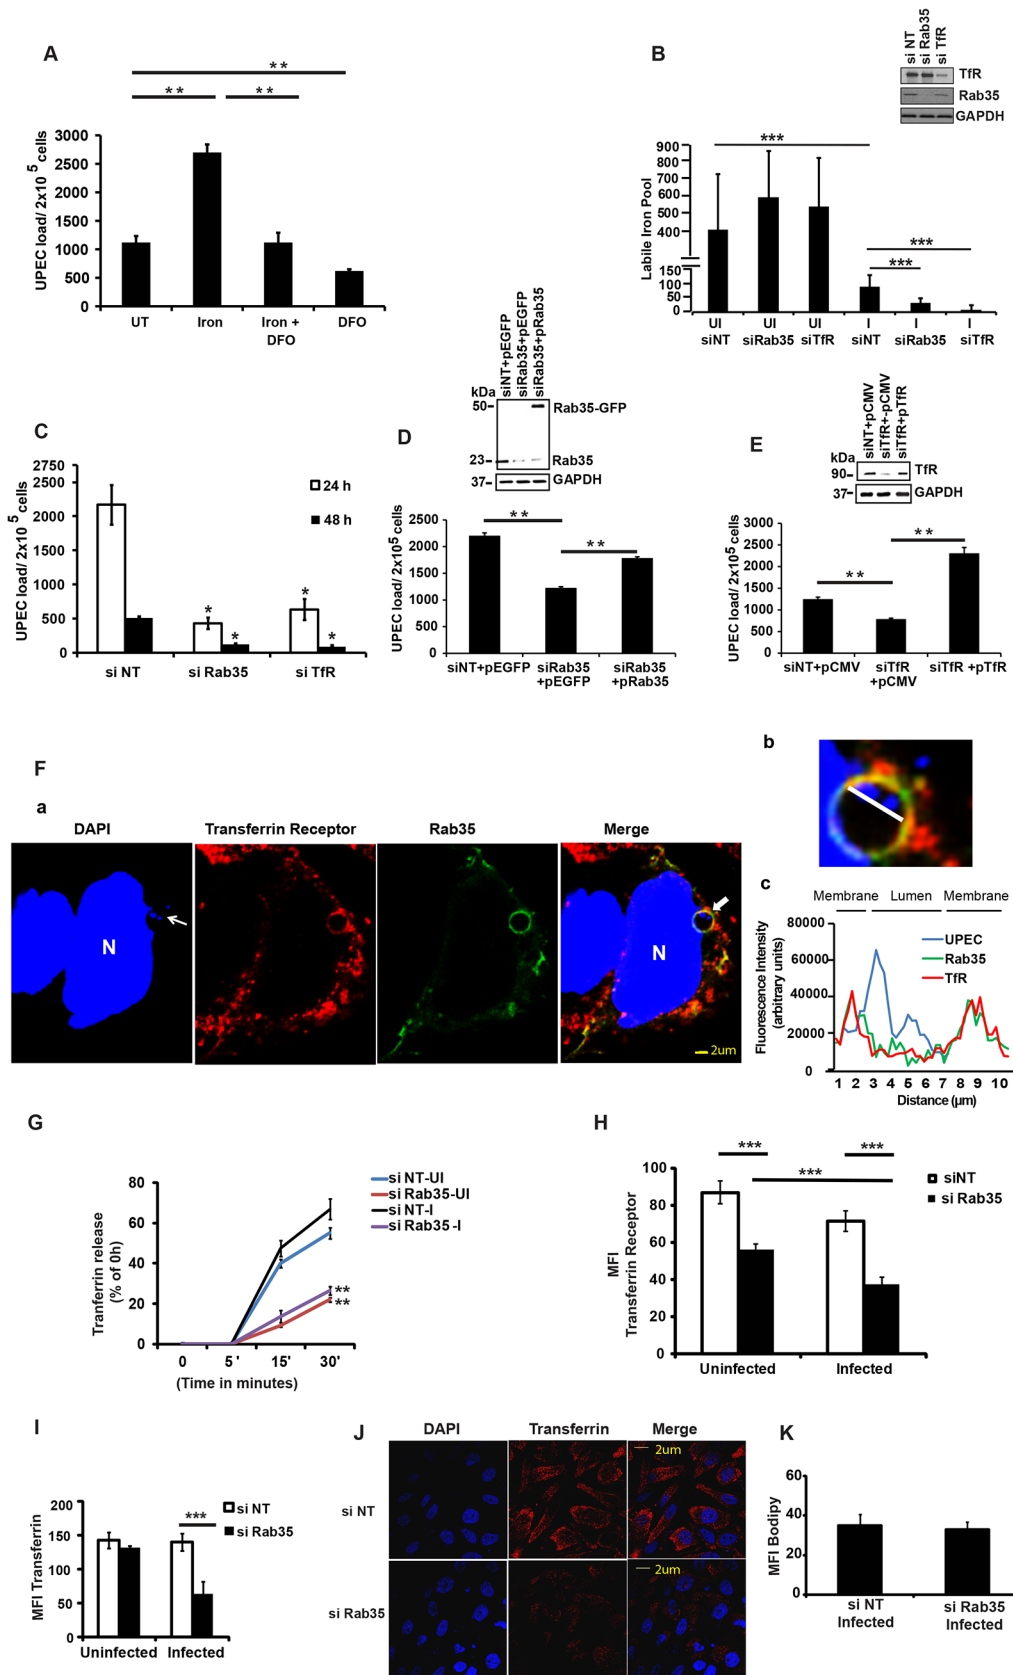 A
**
** **
UPEC load/ 2x10 5 cells
3000
2500
2000
1500
1000
500
0
UT Iron Iron + DFO
DFO
B
si NT
si Rab35
si TfR
TfR
Rab35
GAPDH
Labile Iron Pool
900
800
700
600
500
400
150
100
50
0
***
***
***
UI UI UI I I I
siNT siRab35 siTfR siNT siRab35 siTfR
C
UPEC load/ 2x10 5 cells
2750
2500
2000
1500
1000
500
0
24 h
48 h
* * * *
si NT si Rab35 si TfR
D
siNT+pEGFP
siRab35+pEGFP
siRab35+pRab35
kDa
50 Rab35-GFP
23 Rab35
37 GAPDH
UPEC load/ 2x10⁵ cells
2500
2000
1500
1000
500
0
** **
siNT+pEGFP siRab35 siRab35
+pEGFP +pRab35
E
siNT+pCMV
siTfR+-pCMV
siTfR+pTfR
kDa
90 TfR
37 GAPDH
UPEC load/ 2x10⁵ cells
3000
2500
2000
1500
1000
500
0
** **
siNT+pCMV siTfR siTfR +pTfR
+pCMV
F
a
DAPI Transferrin Receptor Rab35 Merge
N N
2um
b
c
Membrane Lumen Membrane
Fluorescence Intensity
(arbitrary units)
80000
60000
40000
20000
0
UPEC
Rab35
TfR
1 2 3 4 5 6 7 8 9 10
Distance (µm)
G
Tranferrin release
(% of 0h)
80
60
40
20
0
si NT-UI
si Rab35-UI
si NT-I
si Rab35-I
**
**
0 5' 15' 30'
(Time in minutes)
H
MFI
Transferrin Receptor
100
80
60
40
20
0
*** ***
***
siNT
si Rab35
Uninfected Infected
I
MFI Transferrin
200
150
100
50
0
***
si NT
si Rab35
Uninfected Infected
J
DAPI Transferrin Merge
si NT
2um
si Rab35
2um
K
MFI Bodipy
60
40
20
0
si NT si Rab35
Infected Infected